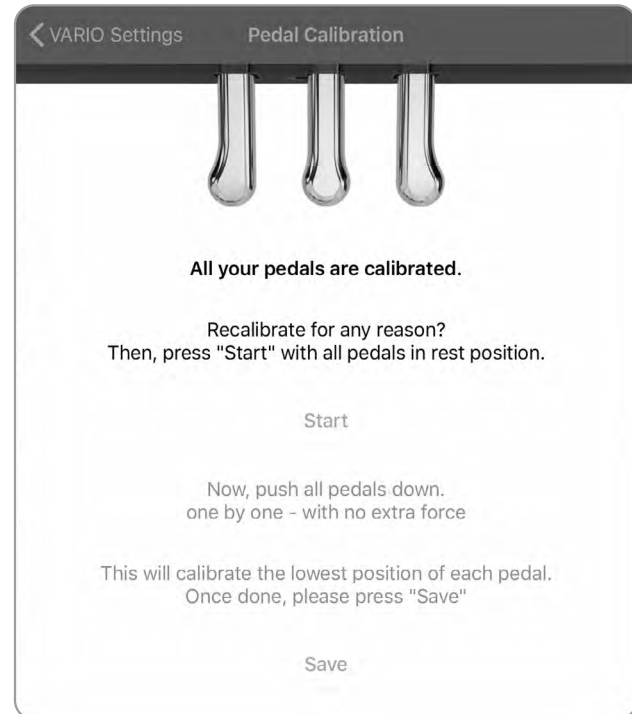 VARIO Settings Pedal Calibration
All your pedals are calibrated.
Recalibrate for any reason?
Then, press "Start" with all pedals in rest position.
Start
Now, push all pedals down.
one by one - with no extra force
This will calibrate the lowest position of each pedal.
Once done, please press "Save"
Save